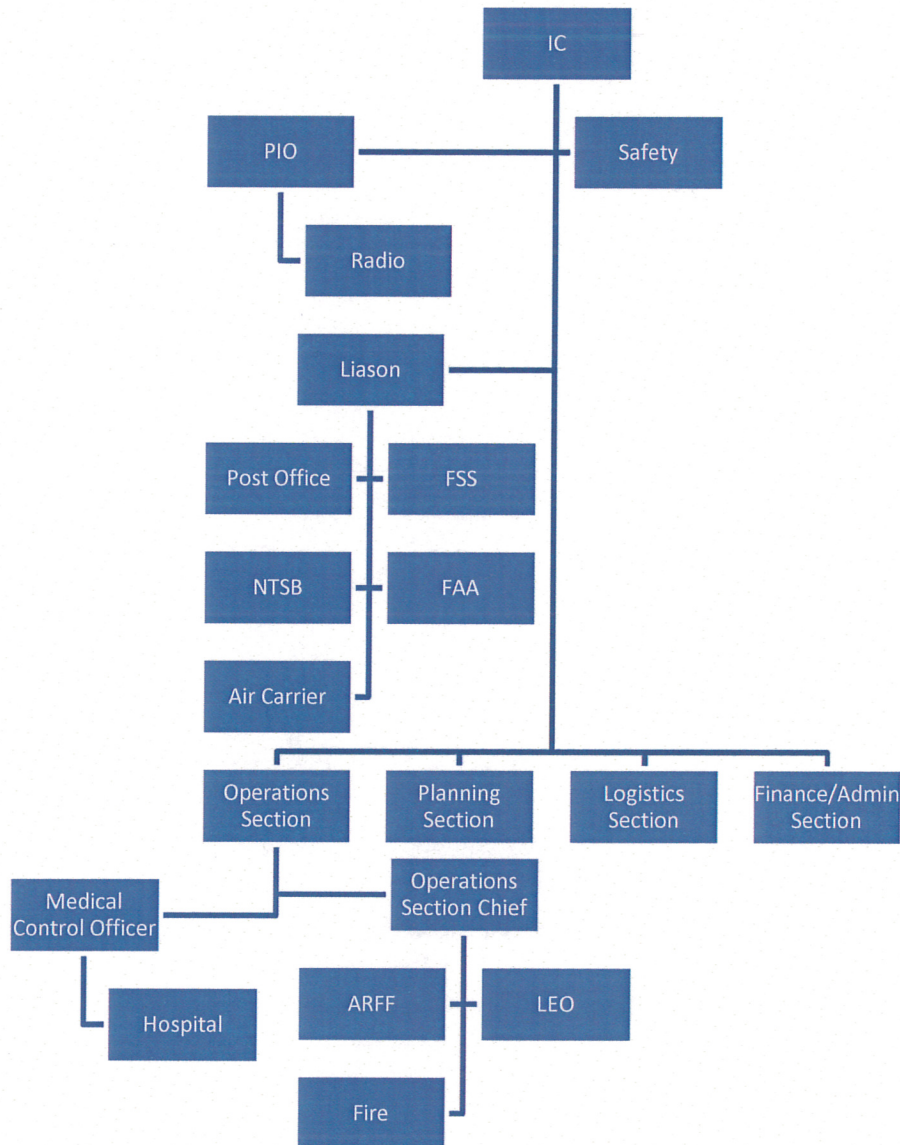 IC
PIO
Safety
Radio
Liason
Post Office
FSS
NTSB
FAA
Air Carrier
Operations
Section
Planning
Section
Logistics
Section
Finance/Admin
Section
Medical
Control Officer
Operations
Section Chief
Hospital
ARFF
LEO
Fire